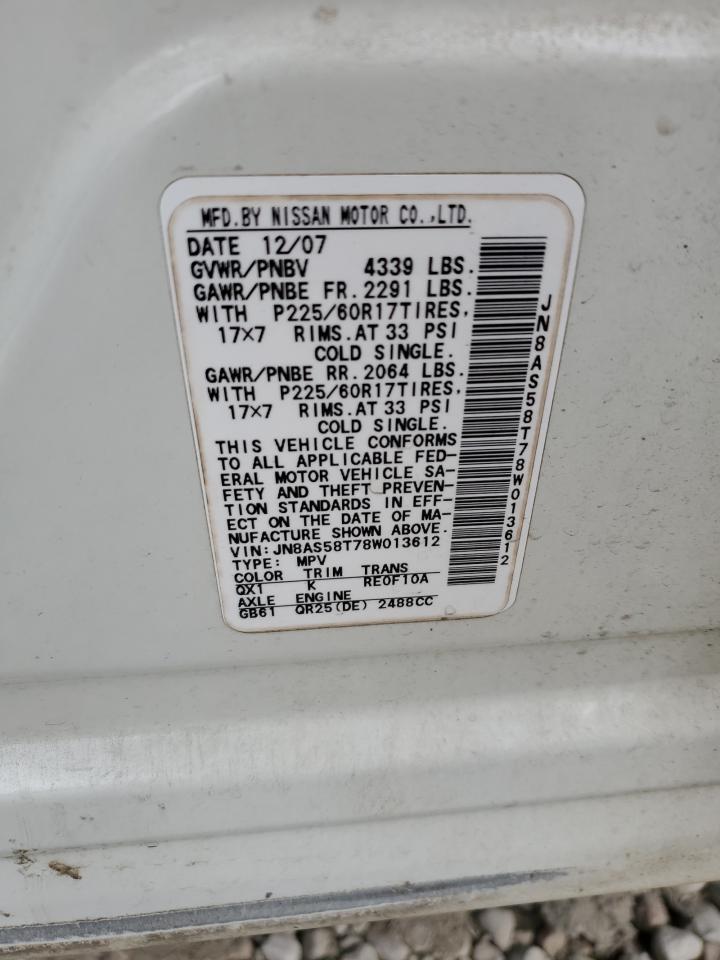 MFD.BY NISSAN MOTOR CO.,LTD.
DATE 12/07
GVWR/PNBV 4339 LBS.
GAWR/PNBE FR.2291 LBS.
WITH P225/60R17TIRES,
17×7 RIMS.AT 33 PSI
COLD SINGLE.
GAWR/PNBE RR.2064 LBS.
WITH P225/60R17TIRES,
17×7 RIMS.AT 33 PSI
COLD SINGLE.
THIS VEHICLE CONFORMS
TO ALL APPLICABLE FED-
ERAL MOTOR VEHICLE SA-
FETY AND THEFT PREVEN-
TION STANDARDS IN EFF-
ECT ON THE DATE OF MA-
NUFACTURE SHOWN ABOVE.
VIN:JN8AS58T78W013612
TYPE: MPV
COLOR TRIM TRANS
QX1 K RE0F10A
AXLE ENGINE
GB61 QR25(DE) 2488CC
JN8AS58T78W013612